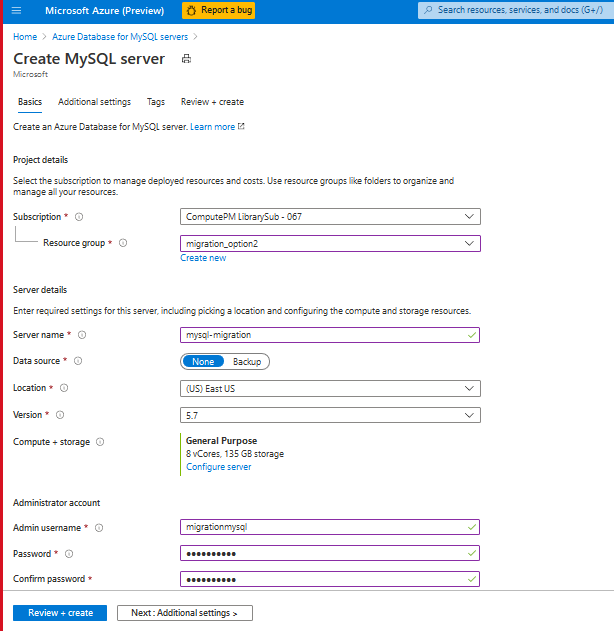 Microsoft Azure (Preview)
Report a bug
Search resources, services, and docs (G+/)
Home > Azure Database for MySQL servers >
Create MySQL server
Microsoft
Basics Additional settings Tags Review + create
Create an Azure Database for MySQL server. Learn more
Project details
Select the subscription to manage deployed resources and costs. Use resource groups like folders to organize and
manage all your resources.
Subscription * ComputePM LibrarySub - 067
Resource group * migration_option2
Create new
Server details
Enter required settings for this server, including picking a location and configuring the compute and storage resources.
Server name * mysql-migration
Data source * None Backup
Location * (US) East US
Version * 5.7
Compute + storage General Purpose
8 vCores, 135 GB storage
Configure server
Administrator account
Admin username * migrationmysql
Password * ••••••••••
Confirm password * ••••••••••
Review + create Next : Additional settings >